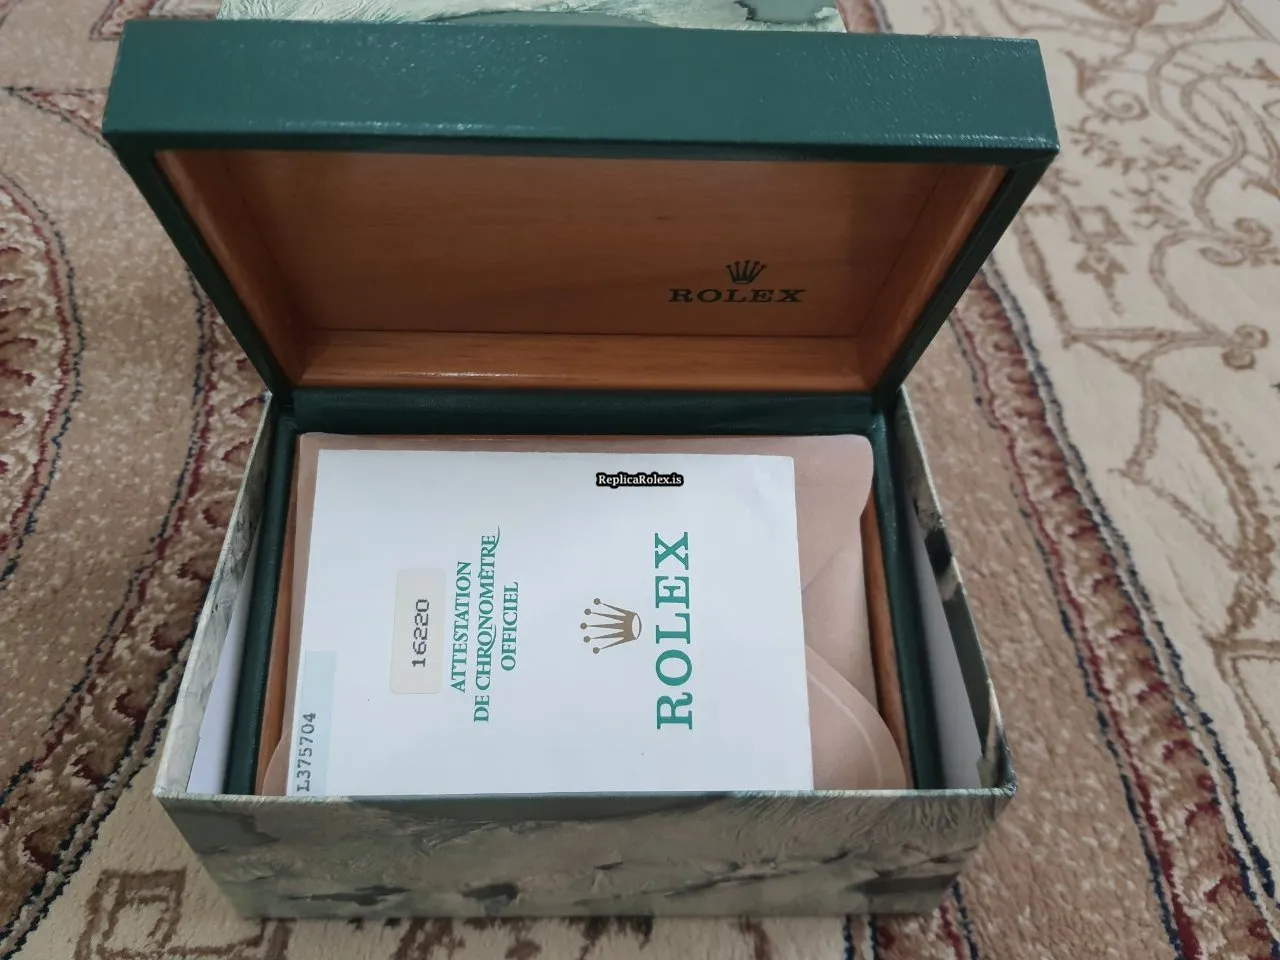 ROLEX
ReplicaRolex.is
ROLEX
ATTESTATION
DE CHRONOMÈTRE
OFFICIEL
16220
L375704